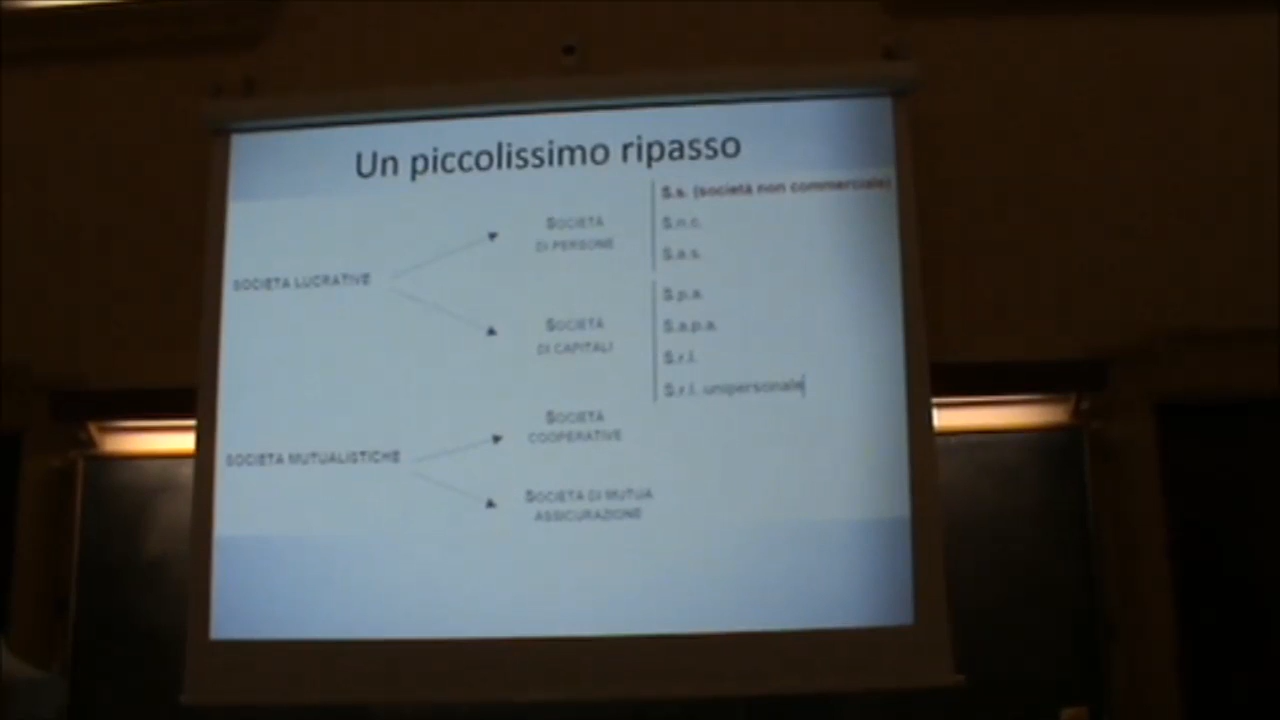 Un piccolissimo ripasso
SOCIETÀ LUCRATIVE
SOCIETÀ
DI PERSONE
S.s. (società non commerciale)
S.n.c.
S.a.s.
SOCIETÀ
DI CAPITALI
S.p.a.
S.a.p.a.
S.r.l.
S.r.l. unipersonale
SOCIETÀ MUTUALISTICHE
SOCIETÀ
COOPERATIVE
SOCIETÀ DI MUTUA
ASSICURAZIONE